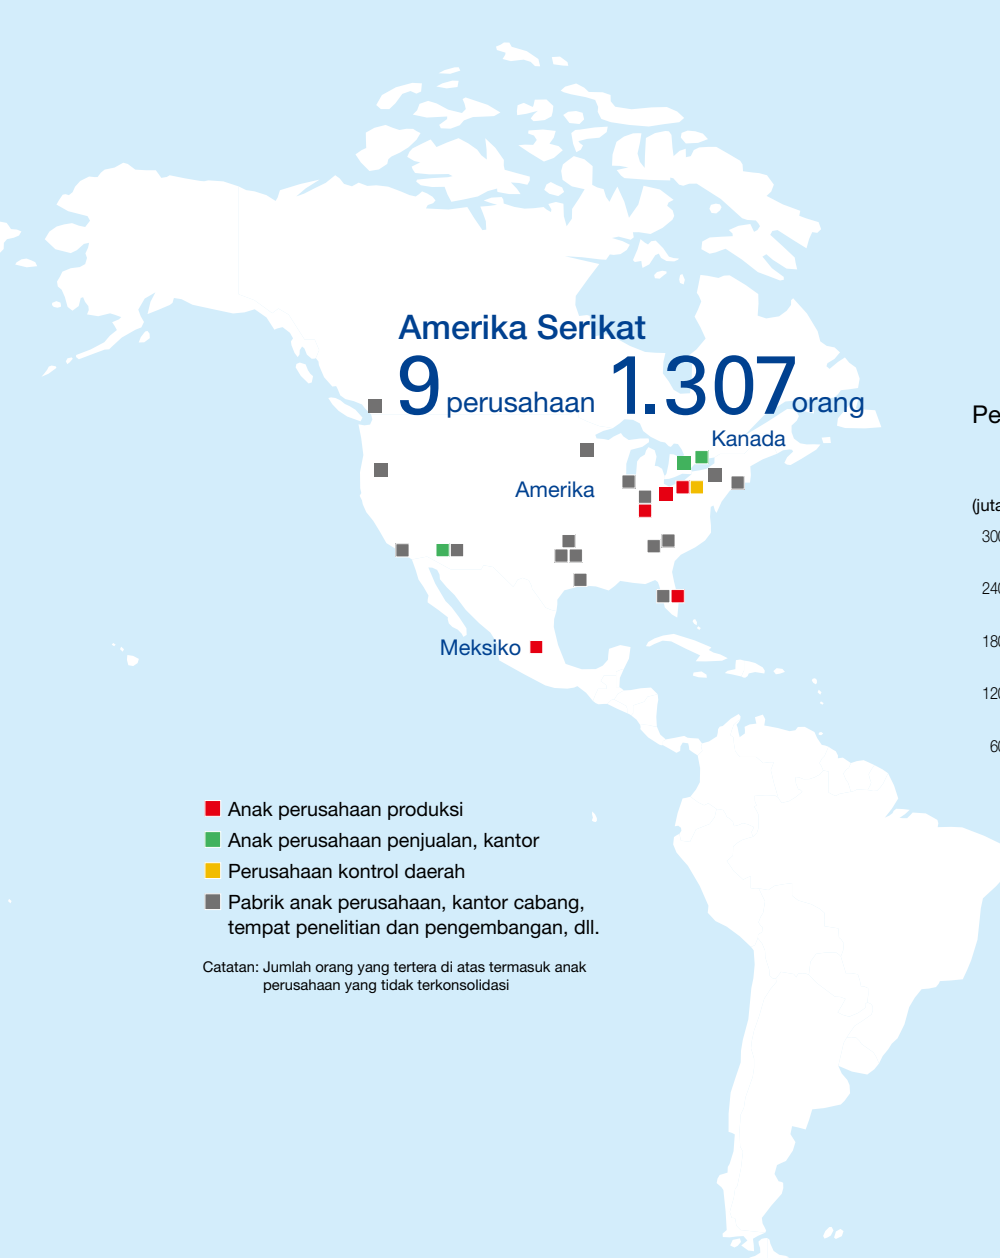 Amerika Serikat
9 perusahaan 1.307 orang
Kanada
Amerika
Meksiko
Anak perusahaan produksi
Anak perusahaan penjualan, kantor
Perusahaan kontrol daerah
Pabrik anak perusahaan, kantor cabang,
tempat penelitian dan pengembangan, dll.
Catatan: Jumlah orang yang tertera di atas termasuk anak
perusahaan yang tidak terkonsolidasi